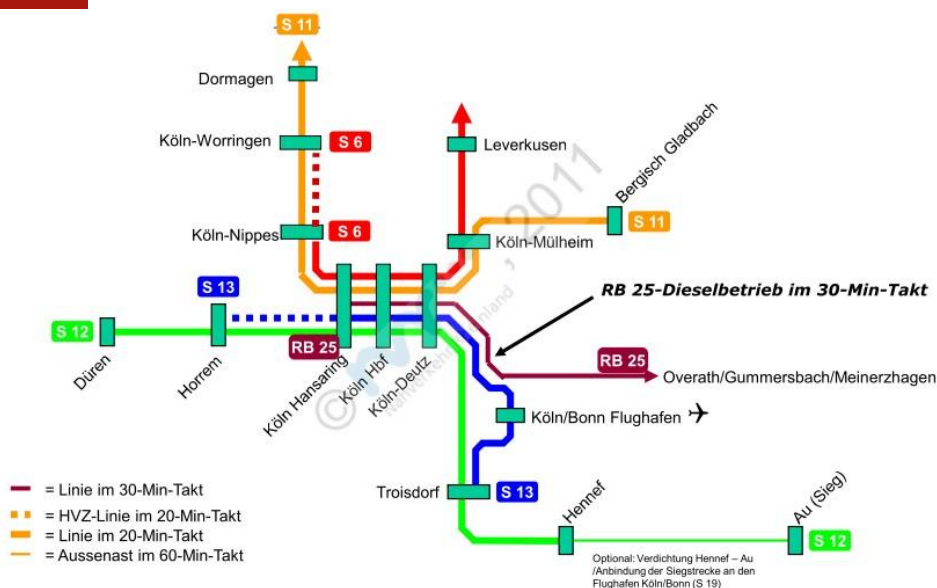 S 11
Dormagen
Köln-Worringen
S 6
Leverkusen
Bergisch Gladbach
Köln-Nippes
S 6
Köln-Mülheim
S 11
S 13
RB 25-Dieselbetrieb im 30-Min-Takt
S 12
RB 25
RB 25
Düren
Horrem
Köln Hansaring
Köln Hbf
Köln-Deutz
Overath/Gummersbach/Meinerzhagen
Köln/Bonn Flughafen
Troisdorf
S 13
Hennef
Au (Sieg)
S 12
= Linie im 30-Min-Takt
= HVZ-Linie im 20-Min-Takt
= Linie im 20-Min-Takt
= Aussenast im 60-Min-Takt
Optional: Verdichtung Hennef – Au
/Anbindung der Siegstrecke an den
Flughafen Köln/Bonn (S 19)
©
, 2011